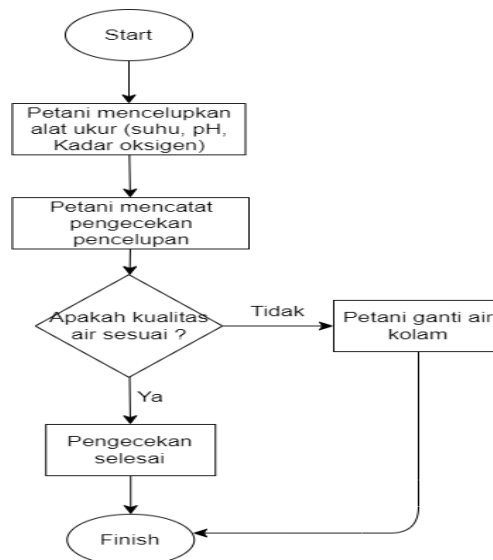 Start
Petani mencelupkan
alat ukur (suhu, pH,
Kadar oksigen)
Petani mencatat
pengecekan
pencelupan
Apakah kualitas
air sesuai ?
Tidak
Petani ganti air
kolam
Ya
Pengecekan
selesai
Finish